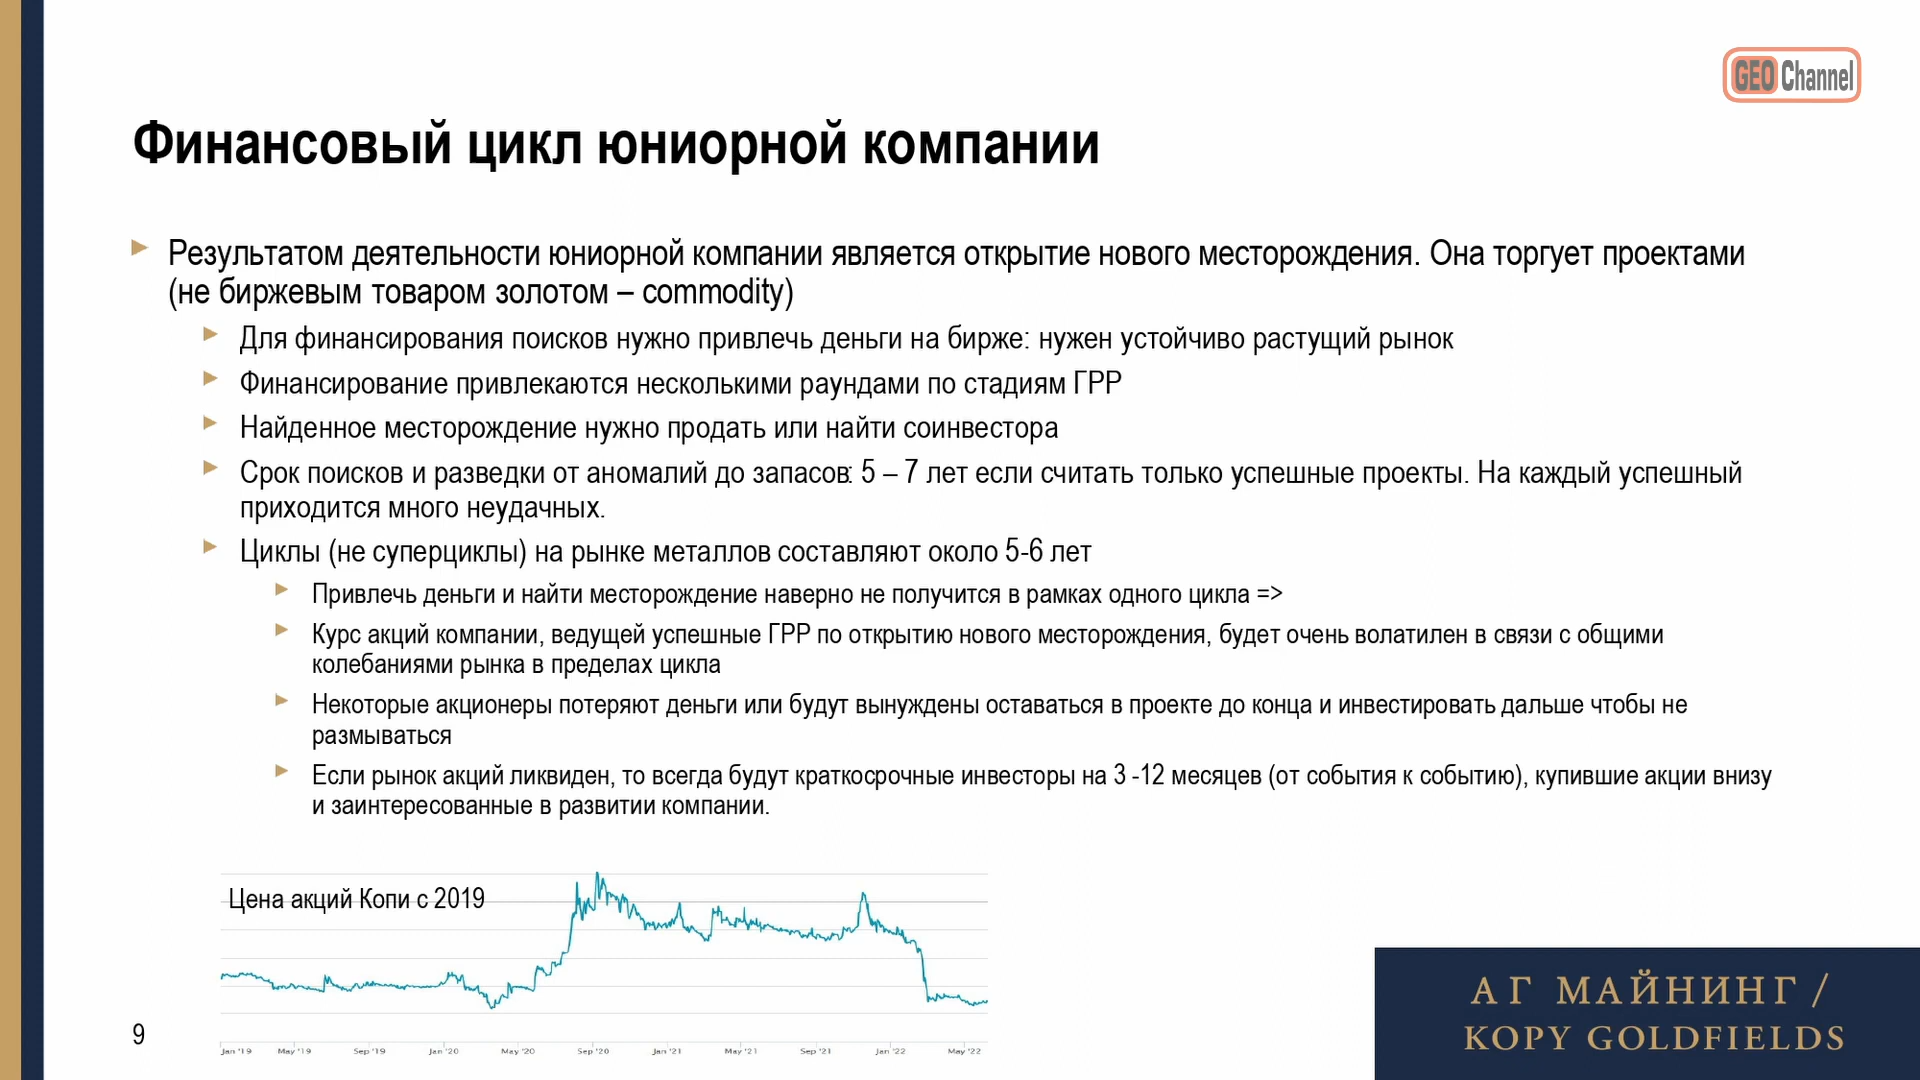 GEO Channel
Финансовый цикл юниорной компании
Результатом деятельности юниорной компании является открытие нового месторождения. Она торгует проектами
(не биржевым товаром золотом – commodity)
Для финансирования поисков нужно привлечь деньги на бирже: нужен устойчиво растущий рынок
Финансирование привлекаются несколькими раундами по стадиям ГРР
Найденное месторождение нужно продать или найти соинвестора
Срок поисков и разведки от аномалий до запасов: 5 – 7 лет если считать только успешные проекты. На каждый успешный
приходится много неудачных.
Циклы (не суперциклы) на рынке металлов составляют около 5-6 лет
Привлечь деньги и найти месторождение наверно не получится в рамках одного цикла =>
Курс акций компании, ведущей успешные ГРР по открытию нового месторождения, будет очень волатилен в связи с общими
колебаниями рынка в пределах цикла
Некоторые акционеры потеряют деньги или будут вынуждены оставаться в проекте до конца и инвестировать дальше чтобы не
размываться
Если рынок акций ликвиден, то всегда будут краткосрочные инвесторы на 3 -12 месяцев (от события к событию), купившие акции внизу
и заинтересованные в развитии компании.
Цена акций Копи с 2019
Jan '19 May '19 Sep '19 Jan '20 May '20 Sep '20 Jan '21 May '21 Sep '21 Jan '22 May '22
9
АГ МАЙНИНГ /
KOPY GOLDFIELDS